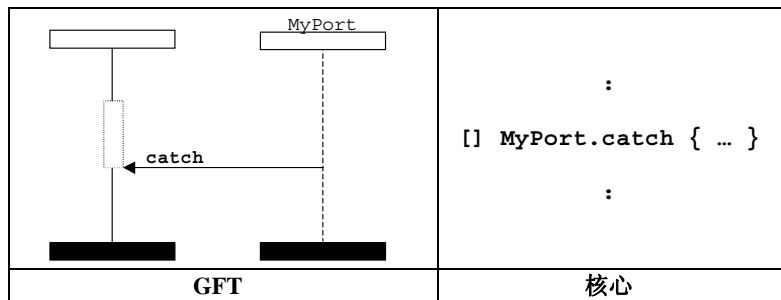 MyPort
catch
:
[] MyPort.catch { … }
:
GFT
核心